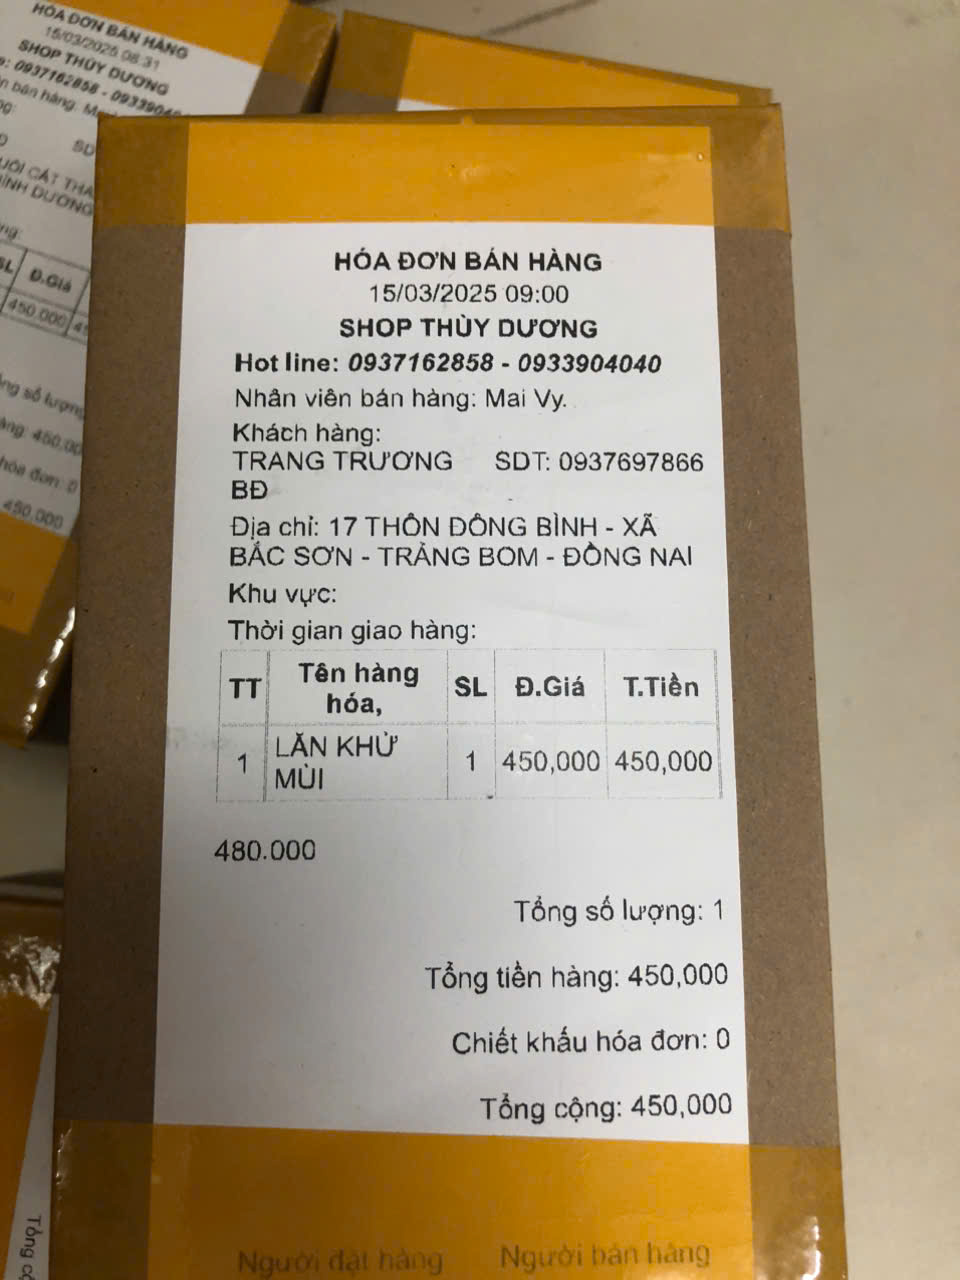 HÓA ĐƠN BÁN HÀNG
15/03/2025 08:31
SHOP THÙY DƯƠNG
0937162858 - 09339040
bán hàng:
SD
CÁT THA
BÌNH DƯƠNG
SL Đ.Giá
450.000
số lượng
450.00
hóa đơn: 0
450.000
HÓA ĐƠN BÁN HÀNG
15/03/2025 09:00
SHOP THÙY DƯƠNG
Hot line: 0937162858 - 0933904040
Nhân viên bán hàng: Mai Vy.
Khách hàng:
TRANG TRƯƠNG SDT: 0937697866
BĐ
Địa chỉ: 17 THÔN ĐÔNG BÌNH - XÃ
BẮC SƠN - TRẢNG BOM - ĐỒNG NAI
Khu vực:
Thời gian giao hàng:
TT Tên hàng hóa, SL Đ.Giá T.Tiền
1 LĂN KHỬ MÙI 1 450,000 450,000
480.000
Tổng số lượng: 1
Tổng tiền hàng: 450,000
Chiết khấu hóa đơn: 0
Tổng cộng: 450,000
Người đặt hàng Người bán hàng
Tổng